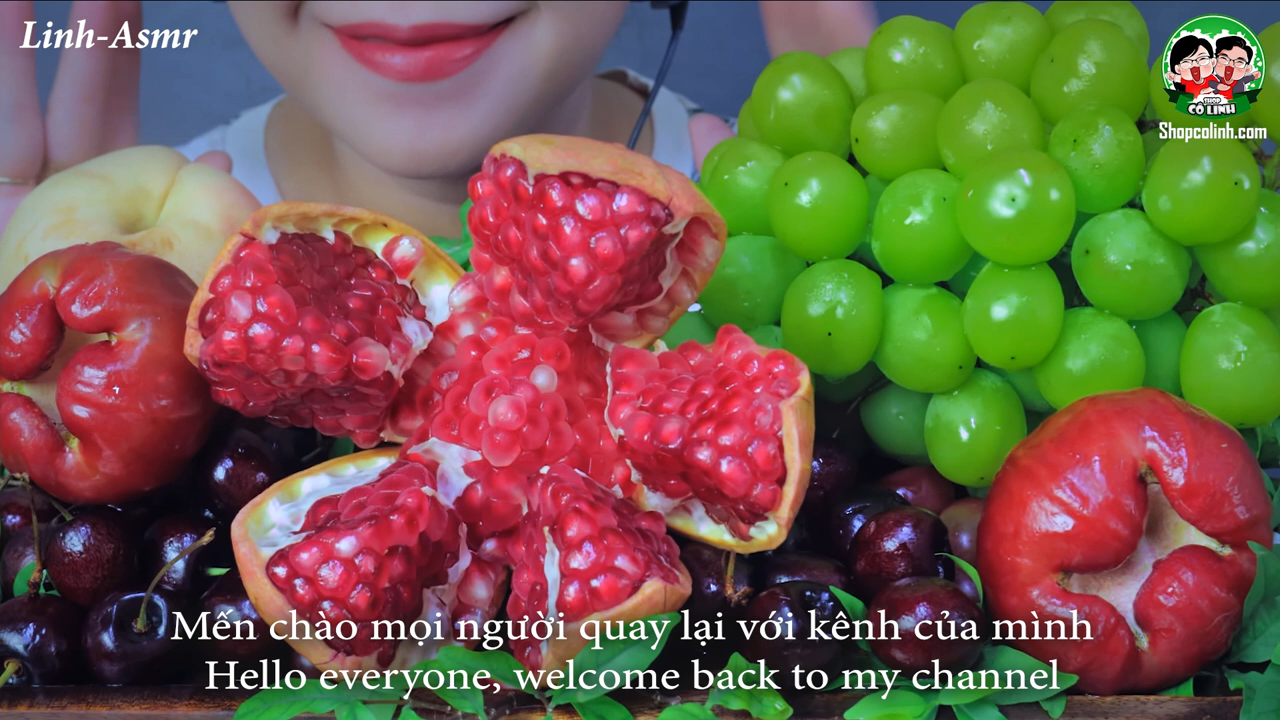 Linh-Asmr
SHOP
CÔ LINH
Shopcolinh.com
Mến chào mọi người quay lại với kênh của mình
Hello everyone, welcome back to my channel